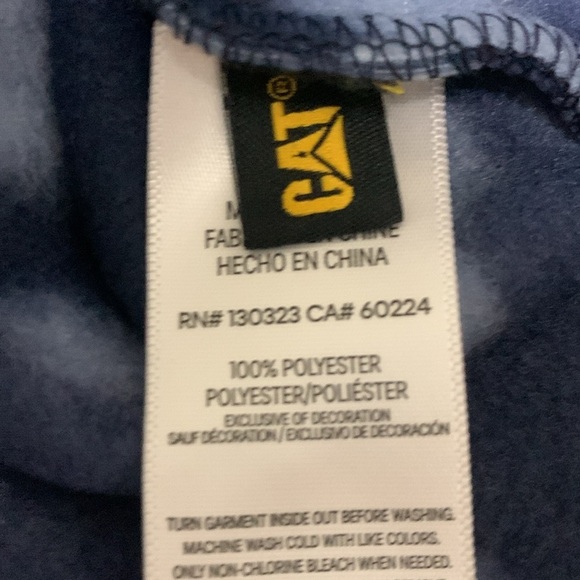 CAT®
FAB CHINE
HECHO EN CHINA
RN# 130323 CA# 60224
100% POLYESTER
POLYESTER/POLIÉSTER
EXCLUSIVE OF DECORATION
SAUF DÉCORATION / EXCLUSIVO DE DECORACIÓN
TURN GARMENT INSIDE OUT BEFORE WASHING.
MACHINE WASH COLD WITH LIKE COLORS.
ONLY NON-CHLORINE BLEACH WHEN NEEDED.